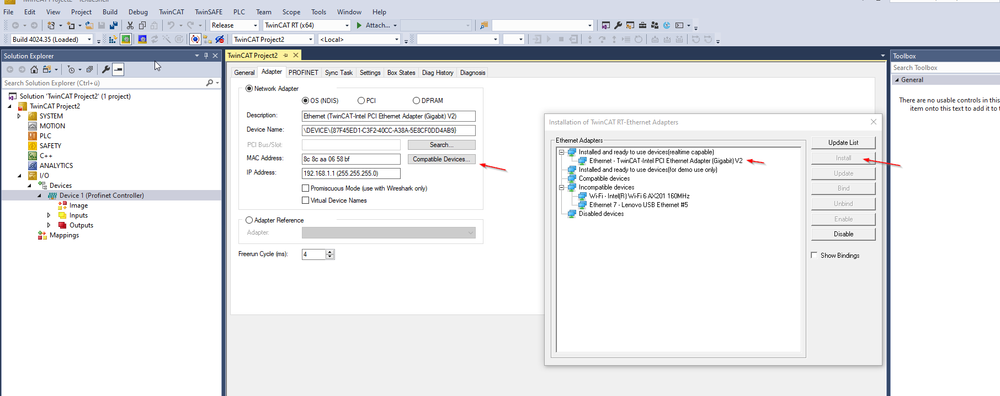 File Edit View Project Build Debug TwinCAT TwinSAFE PLC Team Scope Tools Window Help
Release TwinCAT RT (x64) Attach...
Build 4024.35 (Loaded) TwinCAT Project2 <Local>
Solution Explorer
Search Solution Explorer (Ctrl+ü)
Solution 'TwinCAT Project2' (1 project)
TwinCAT Project2
SYSTEM
MOTION
PLC
SAFETY
C++
ANALYTICS
I/O
Devices
Device 1 (Profinet Controller)
Image
Inputs
Outputs
Mappings
TwinCAT Project2
General Adapter PROFINET Sync Task Settings Box States Diag History Diagnosis
Network Adapter
OS (NDIS) PCI DPRAM
Description: Ethernet (TwinCAT-Intel PCI Ethernet Adapter (Gigabit) V2)
Device Name: \DEVICE\{87F45ED1-C3F2-40CC-A38A-5E8CF0DD4AB9}
PCI Bus/Slot: Search...
MAC Address: 8c 8c aa 06 58 bf Compatible Devices...
IP Address: 192.168.1.1 (255.255.255.0)
Promiscuous Mode (use with Wireshark only)
Virtual Device Names
Adapter Reference
Adapter:
Freerun Cycle (ms): 4
Installation of TwinCAT RT-Ethernet Adapters
Ethernet Adapters
Installed and ready to use devices(realtime capable)
Ethernet - TwinCAT-Intel PCI Ethernet Adapter (Gigabit) V2
Installed and ready to use devices(for demo use only)
Compatible devices
Incompatible devices
Wi-Fi - Intel(R) Wi-Fi 6 AX201 160MHz
Ethernet 7 - Lenovo USB Ethernet #5
Disabled devices
Update List
Install
Update
Bind
Unbind
Enable
Disable
Show Bindings
Toolbox
Search Toolbox
General
There are no usable controls in this
item onto this text to add it to